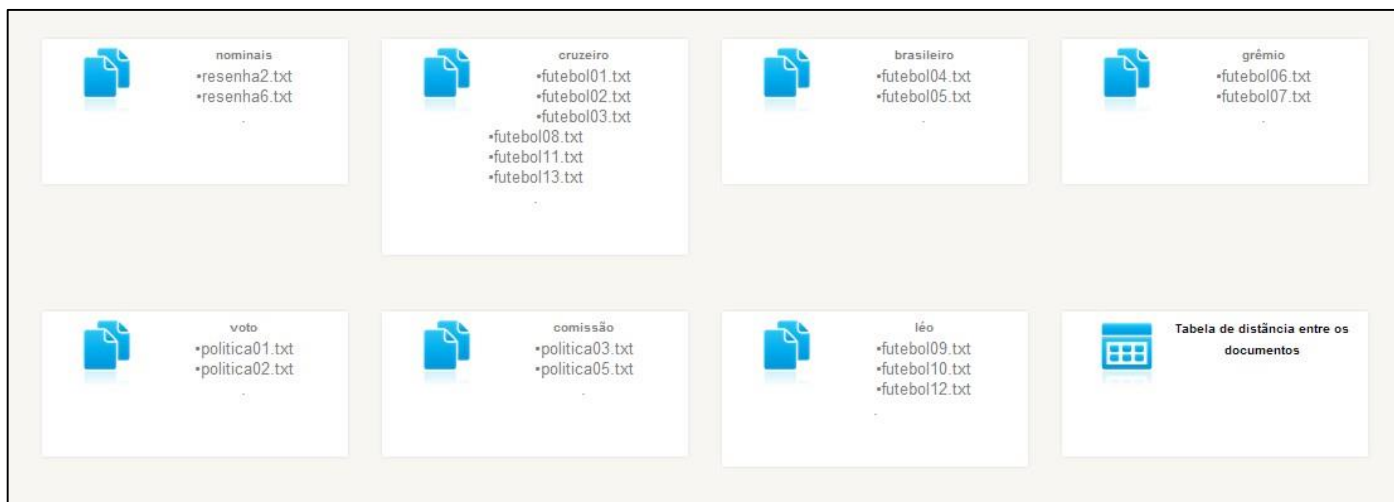 nominais
•resenha2.txt
•resenha6.txt
.
cruzeiro
•futebol01.txt
•futebol02.txt
•futebol03.txt
•futebol08.txt
•futebol11.txt
•futebol13.txt
.
brasileiro
•futebol04.txt
•futebol05.txt
.
grêmio
•futebol06.txt
•futebol07.txt
.
voto
•politica01.txt
•politica02.txt
.
comissão
•politica03.txt
•politica05.txt
.
léo
•futebol09.txt
•futebol10.txt
•futebol12.txt
.
Tabela de distãncia entre os
documentos